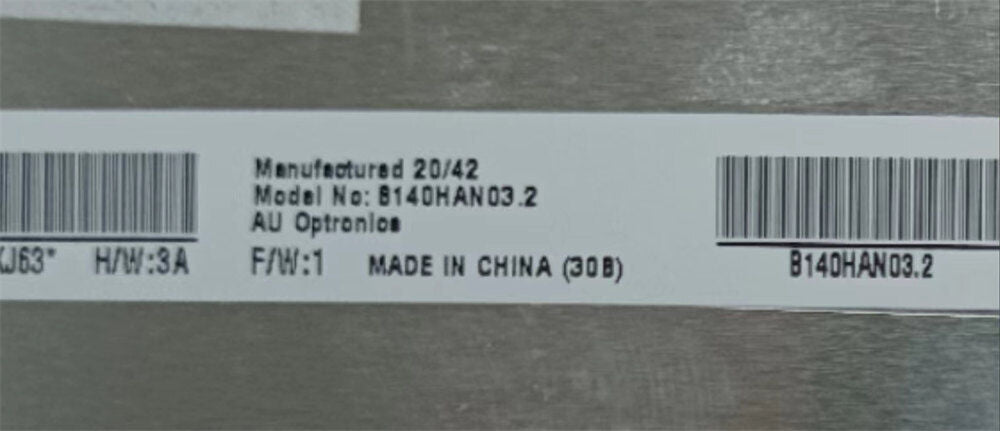 Manufactured 20/42
Model No: B140HAN03.2
AU Optronics
KJ63* H/W:3A F/W:1 MADE IN CHINA (30B)
B140HAN03.2